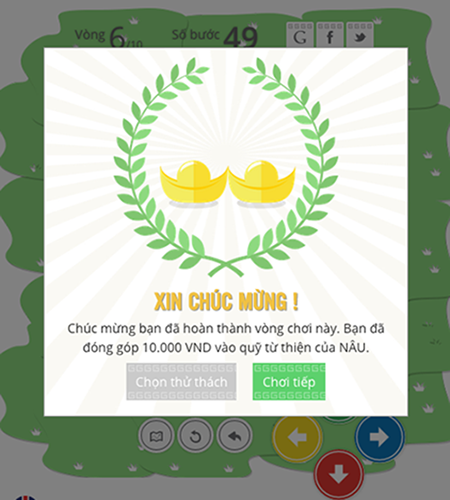 Vòng 6/10 Số bước 49
G f
XIN CHÚC MỪNG !
Chúc mừng bạn đã hoàn thành vòng chơi này. Bạn đã
đóng góp 10.000 VND vào quỹ từ thiện của NÂU.
Chọn thử thách Chơi tiếp